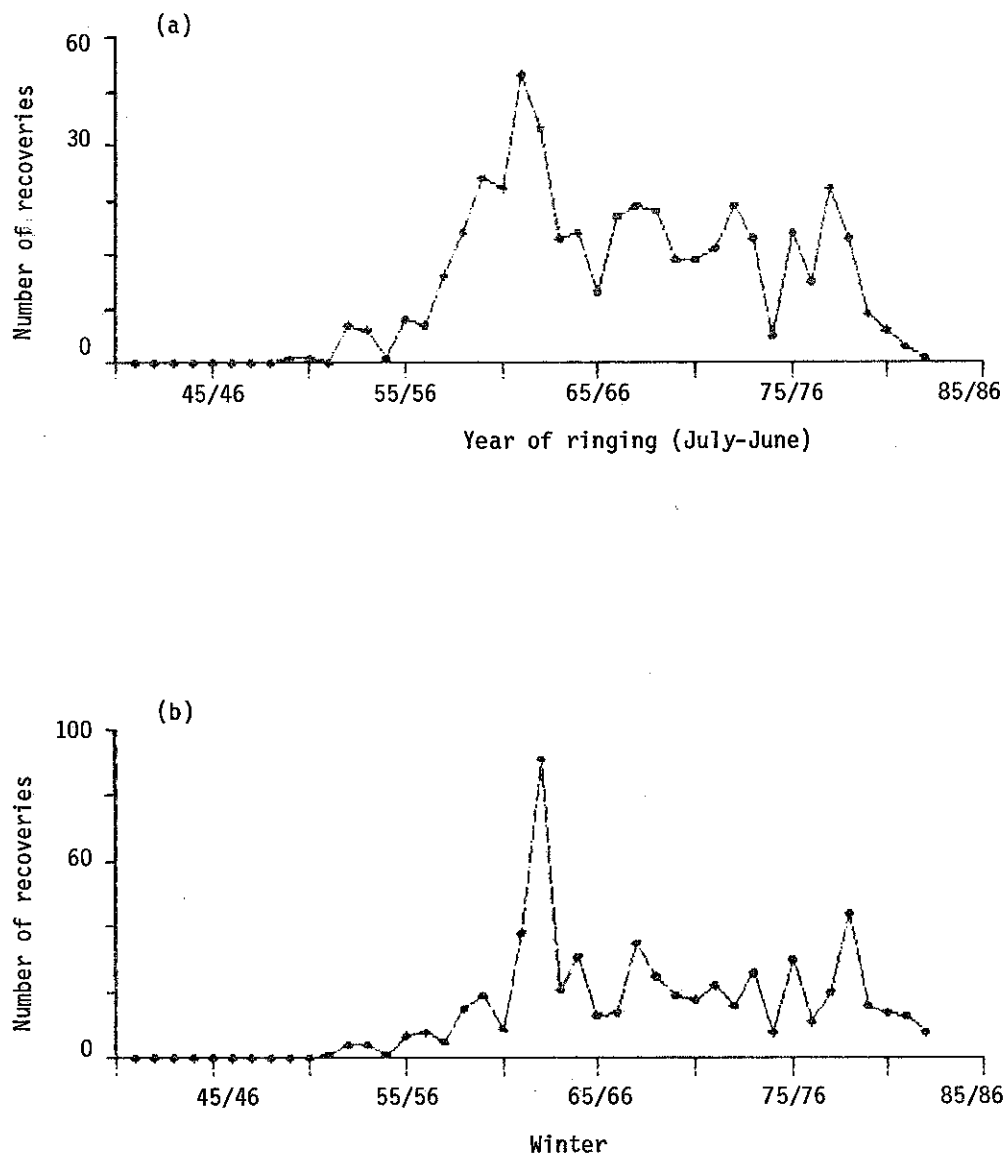 (a)
60
30
0
Number of recoveries
45/46 55/56 65/66 75/76 85/86
Year of ringing (July-June)
(b)
100
60
0
Number of recoveries
45/46 55/56 65/66 75/76 85/86
Winter